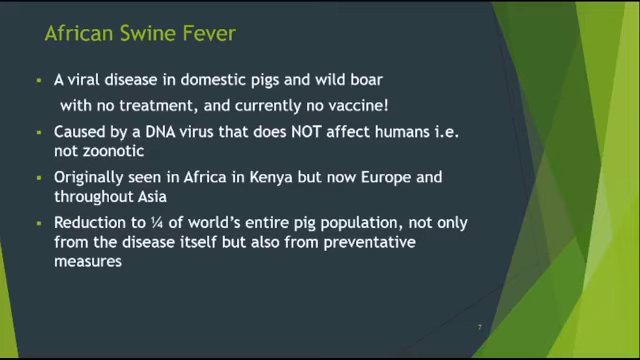 African Swine Fever
▪ A viral disease in domestic pigs and wild boar
with no treatment, and currently no vaccine!
▪ Caused by a DNA virus that does NOT affect humans i.e.
not zoonotic
▪ Originally seen in Africa in Kenya but now Europe and
throughout Asia
▪ Reduction to ¼ of world's entire pig population, not only
from the disease itself but also from preventative
measures
7